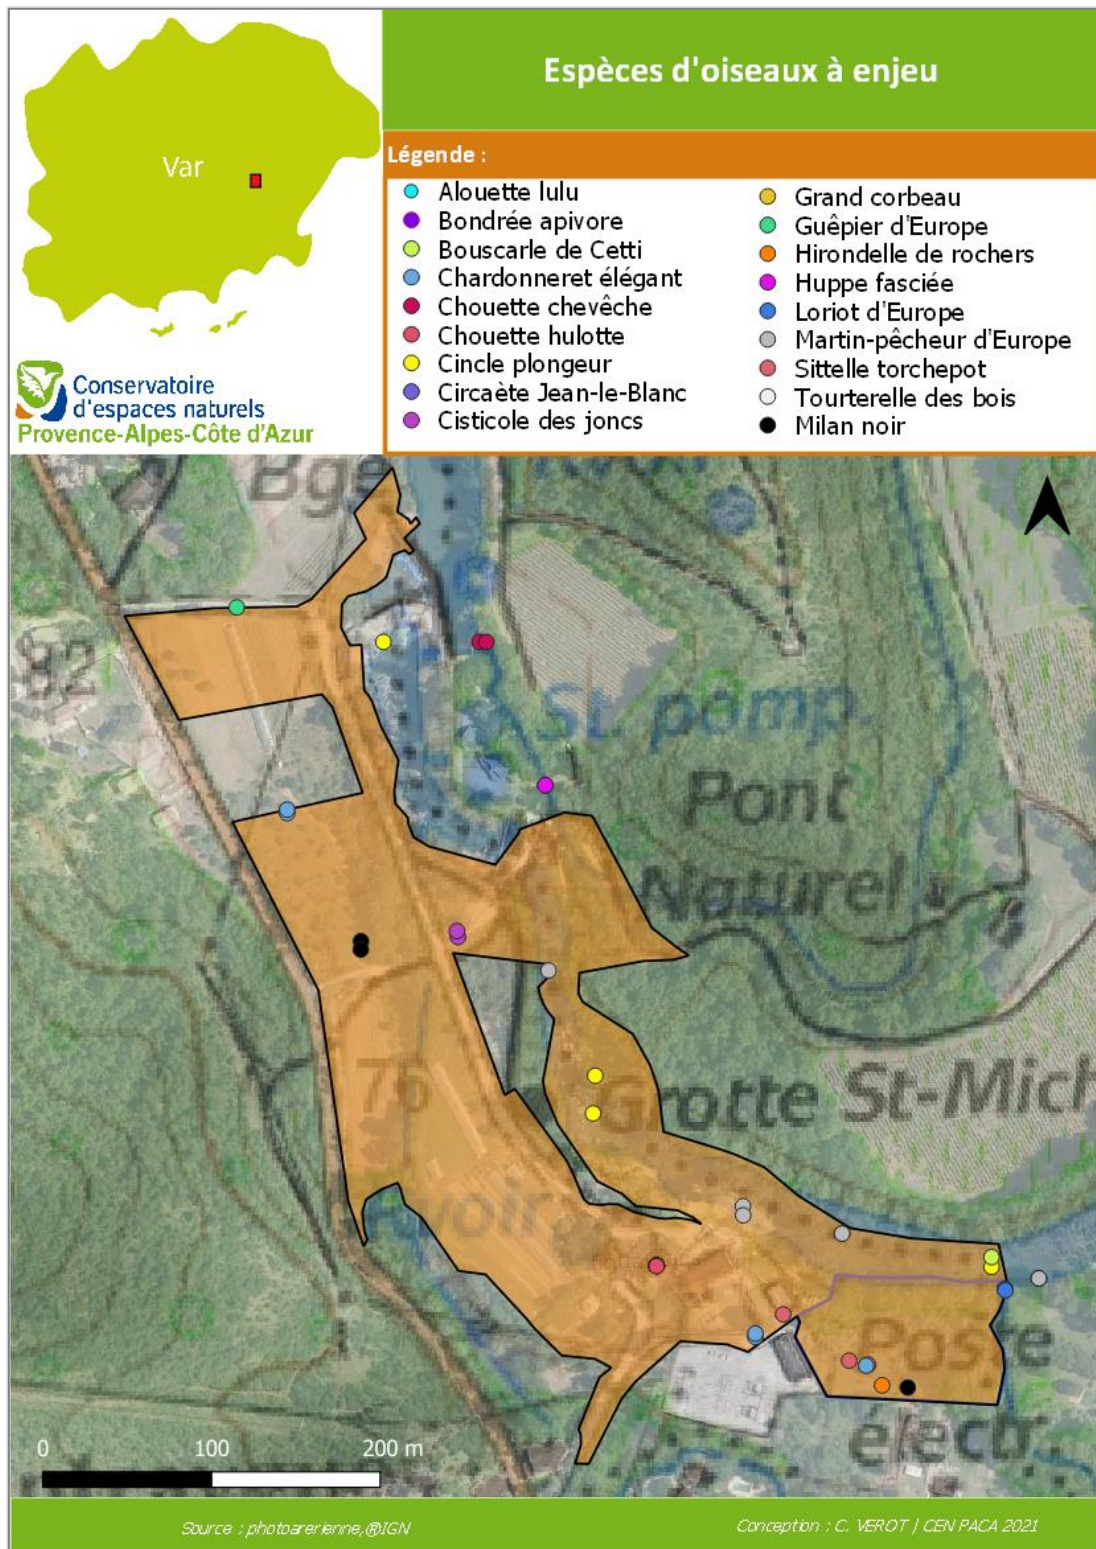 Espèces d'oiseaux à enjeu
Var
Légende :
Alouette lulu
Bondrée apivore
Bouscarle de Cetti
Chardonneret élégant
Chouette chevêche
Chouette hulotte
Cincle plongeur
Circaète Jean-le-Blanc
Cisticole des joncs
Grand corbeau
Guêpier d'Europe
Hirondelle de rochers
Huppe fasciée
Loriot d'Europe
Martin-pêcheur d'Europe
Sittelle torchepot
Tourterelle des bois
Milan noir
Conservatoire
d'espaces naturels
Provence-Alpes-Côte d'Azur
Bge
82
St. pomp.
Pont
Naturel
76
Grotte St-Mich
Poste
électr.
0 100 200 m
Source : photoarerienne,@IGN
Conception : C. VEROT | CEN PACA 2021